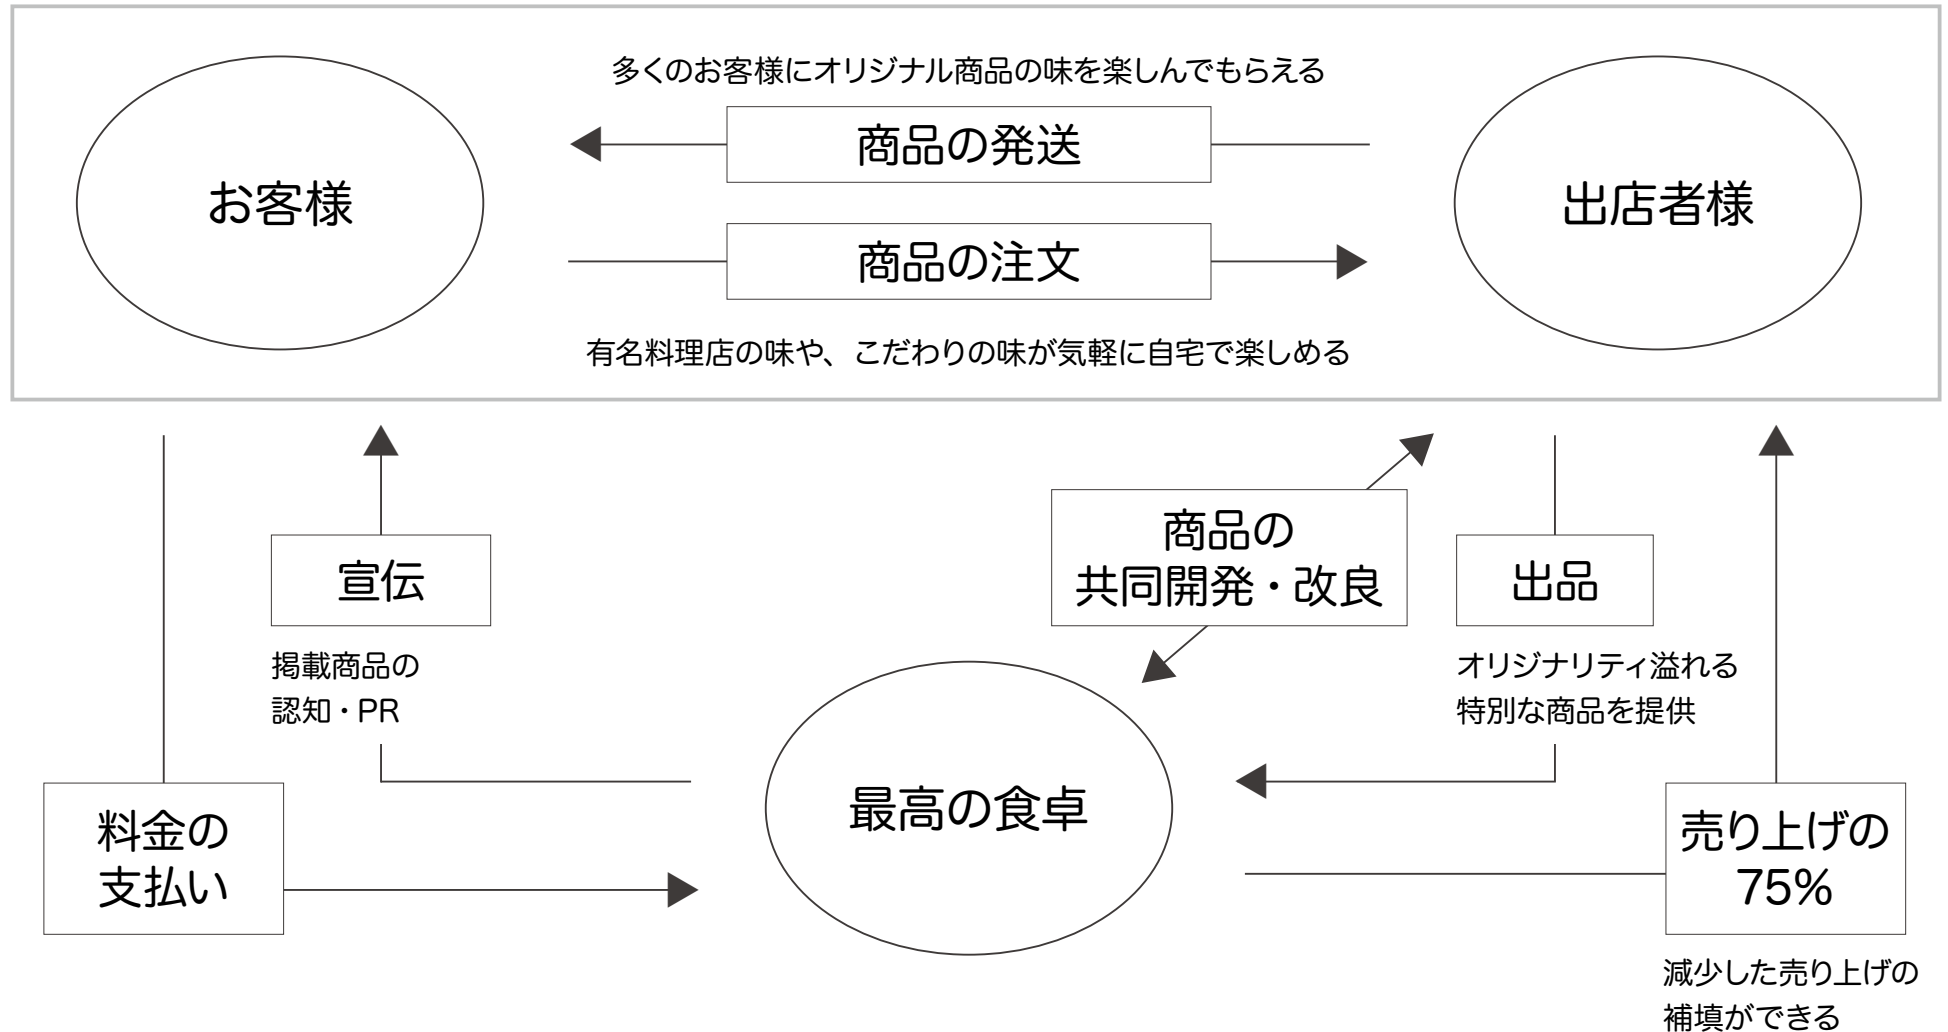 多くのお客様にオリジナル商品の味を楽しんでもらえる
商品の発送
お客様
出店者様
商品の注文
有名料理店の味や、こだわりの味が気軽に自宅で楽しめる
商品の
共同開発・改良
宣伝
出品
掲載商品の
認知・PR
オリジナリティ溢れる
特別な商品を提供
最高の食卓
料金の
支払い
売り上げの
75%
減少した売り上げの
補填ができる